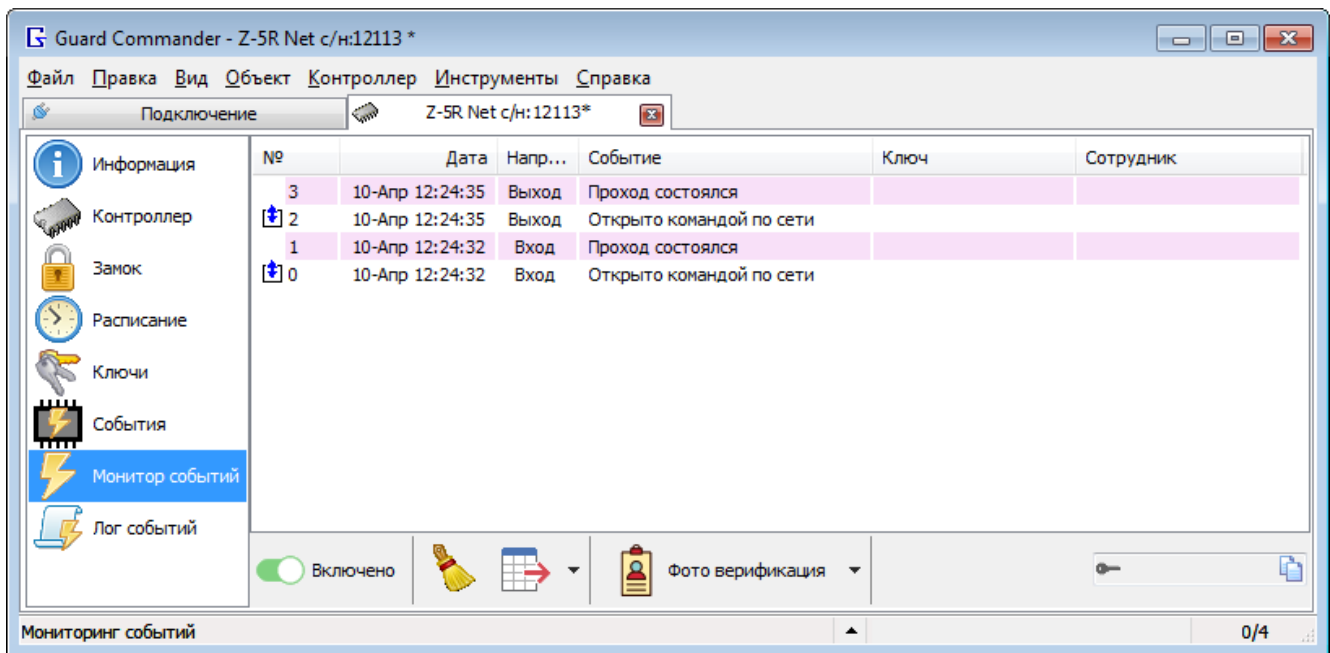 Guard Commander - Z-5R Net с/н:12113 *
Файл Правка Вид Объект Контроллер Инструменты Справка
Подключение Z-5R Net с/н:12113*
Информация
Контроллер
Замок
Расписание
Ключи
События
Монитор событий
Лог событий
№ Дата Напр... Событие Ключ Сотрудник
3 10-Апр 12:24:35 Выход Проход состоялся
2 10-Апр 12:24:35 Выход Открыто командой по сети
1 10-Апр 12:24:32 Вход Проход состоялся
0 10-Апр 12:24:32 Вход Открыто командой по сети
Включено Фото верификация
Мониторинг событий 0/4